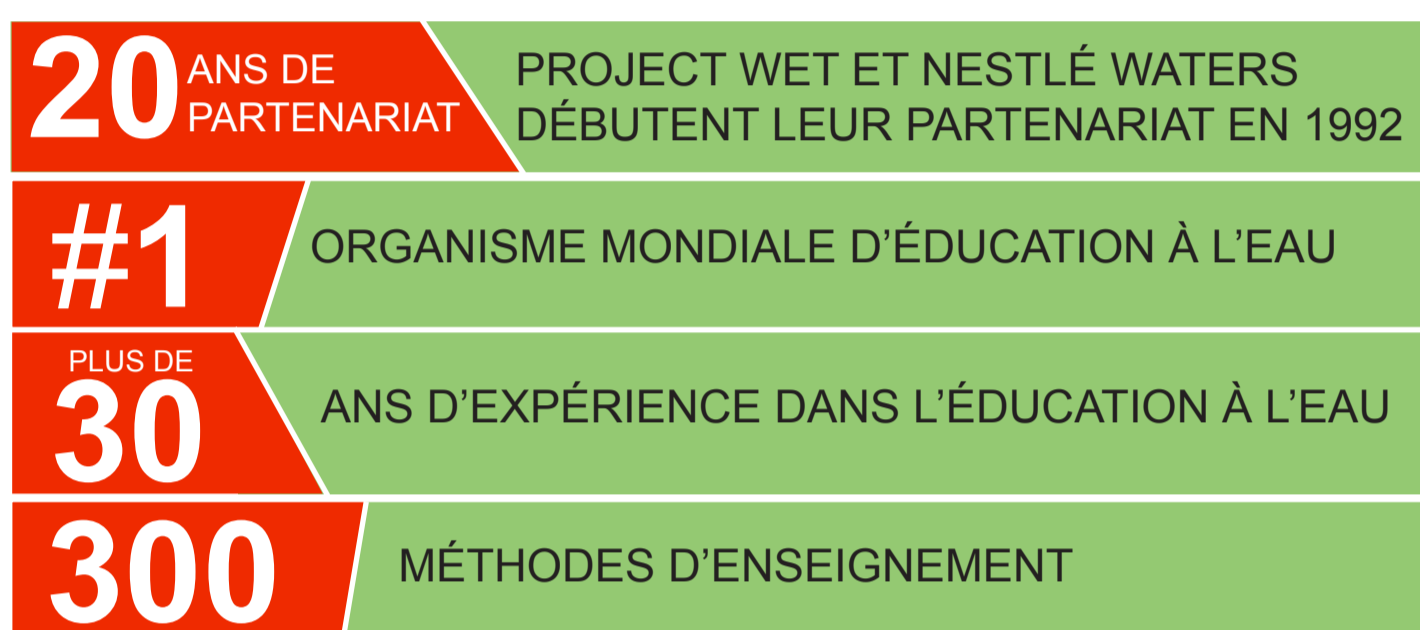 20 ANS DE
PARTENARIAT
PROJECT WET ET NESTLÉ WATERS
DÉBUTENT LEUR PARTENARIAT EN 1992
#1
ORGANISME MONDIALE D’ÉDUCATION À L’EAU
PLUS DE
30
ANS D’EXPÉRIENCE DANS L’ÉDUCATION À L’EAU
300
MÉTHODES D’ENSEIGNEMENT